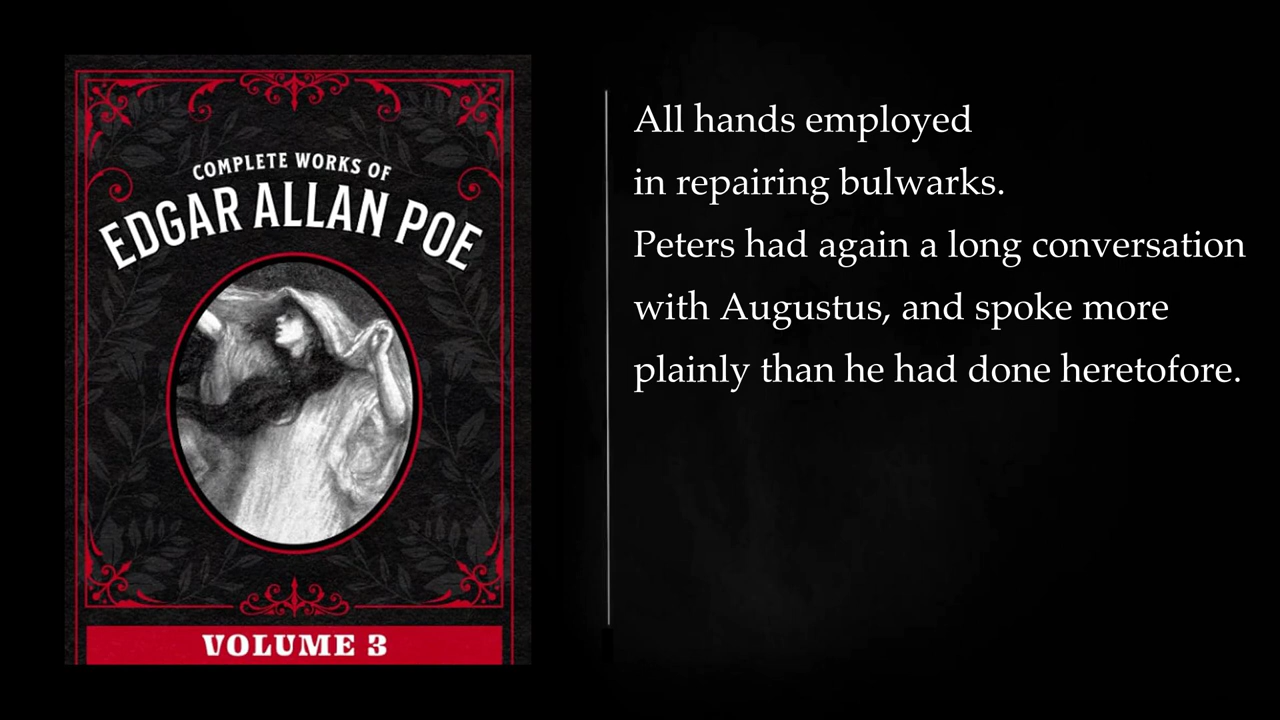 COMPLETE WORKS OF
EDGAR ALLAN POE
VOLUME 3
All hands employed
in repairing bulwarks.
Peters had again a long conversation
with Augustus, and spoke more
plainly than he had done heretofore.